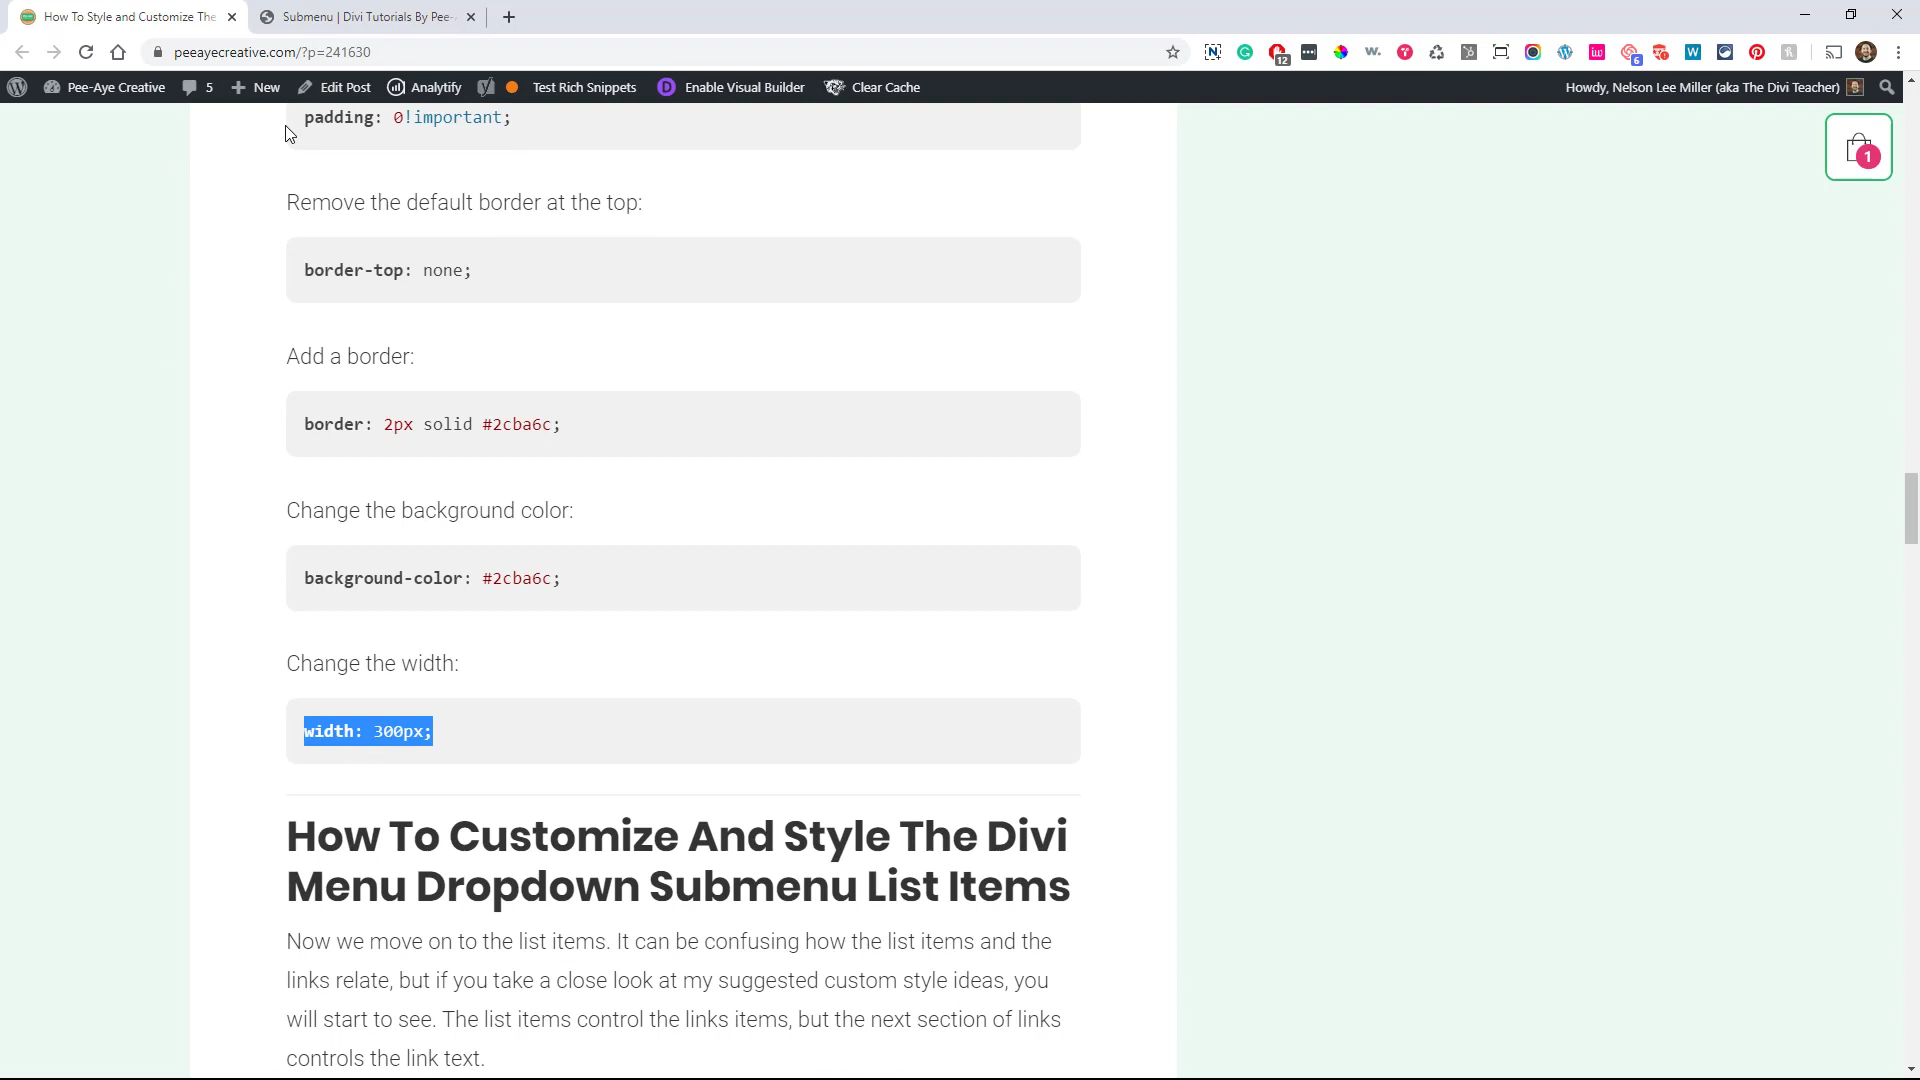 How To Style and Customize The
Submenu | Divi Tutorials By Pee-
peeayecreative.com/?p=241630
12
6
Pee-Aye Creative
5
New
Edit Post
Analytify
Test Rich Snippets
Enable Visual Builder
Clear Cache
Howdy, Nelson Lee Miller (aka The Divi Teacher)
1
padding: 0!important;
Remove the default border at the top:
border-top: none;
Add a border:
border: 2px solid #2cba6c;
Change the background color:
background-color: #2cba6c;
Change the width:
width: 300px;
How To Customize And Style The Divi
Menu Dropdown Submenu List Items
Now we move on to the list items. It can be confusing how the list items and the
links relate, but if you take a close look at my suggested custom style ideas, you
will start to see. The list items control the links items, but the next section of links
controls the link text.